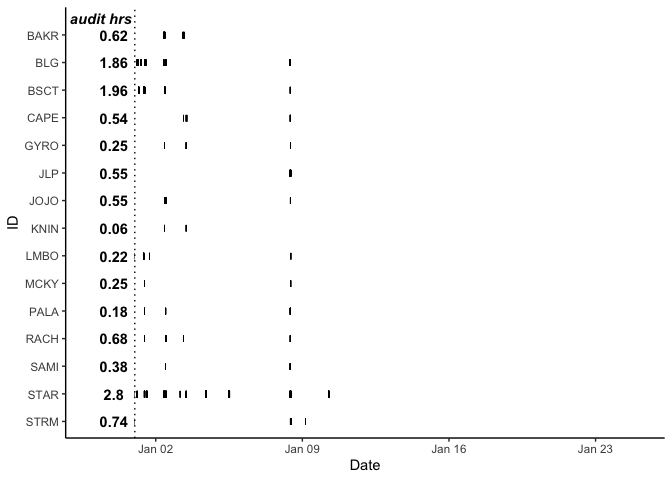 audit hrs
BAKR 0.62
BLG 1.86
BSCT 1.96
CAPE 0.54
GYRO 0.25
JLP 0.55
JOJO 0.55
KNIN 0.06
LMBO 0.22
MCKY 0.25
PALA 0.18
RACH 0.68
SAMI 0.38
STAR 2.8
STRM 0.74
ID
Jan 02 Jan 09 Jan 16 Jan 23
Date